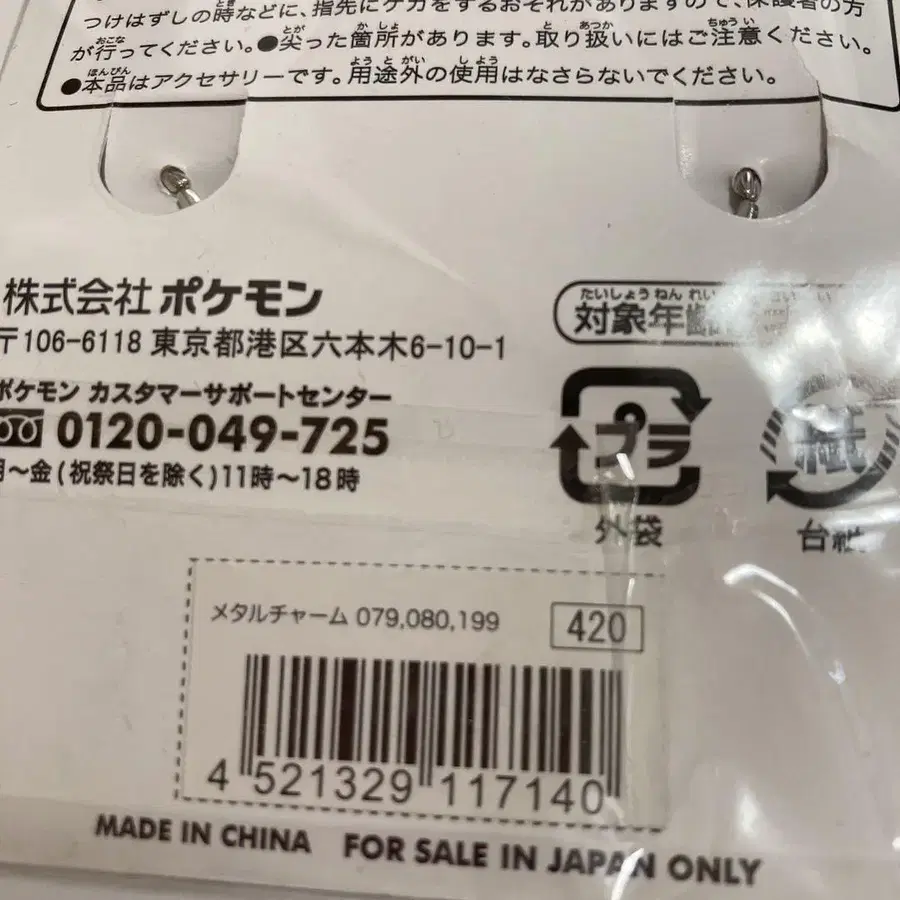 つけはずしの時などに、指先にケガをするおそれがありますので、保護者の方
が行ってください。●尖った箇所があります。取り扱いにはご注意ください。
●本品はアクセサリーです。用途外の使用はなさらないでください。
株式会社ポケモン
〒106-6118 東京都港区六本木6-10-1
ポケモン カスタマーサポートセンター
0120-049-725
月〜金(祝祭日を除く)11時〜18時
対象年齢
プラ
外袋
紙
台紙
メタルチャーム 079,080,199
420
4 521329 117140
MADE IN CHINA FOR SALE IN JAPAN ONLY